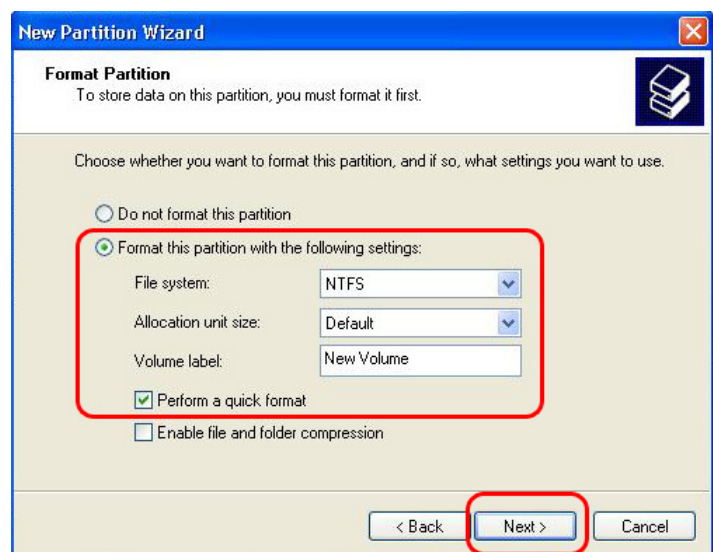 New Partition Wizard
Format Partition
To store data on this partition, you must format it first.
Choose whether you want to format this partition, and if so, what settings you want to use.
Do not format this partition
Format this partition with the following settings:
File system: NTFS
Allocation unit size: Default
Volume label: New Volume
Perform a quick format
Enable file and folder compression
< Back Next > Cancel